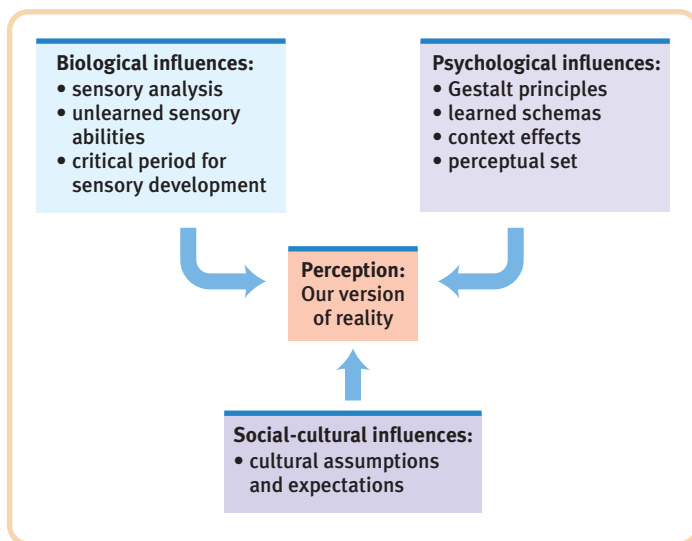 Biological influences:
• sensory analysis
• unlearned sensory
abilities
• critical period for
sensory development
Psychological influences:
• Gestalt principles
• learned schemas
• context effects
• perceptual set
Perception:
Our version
of reality
Social-cultural influences:
• cultural assumptions
and expectations